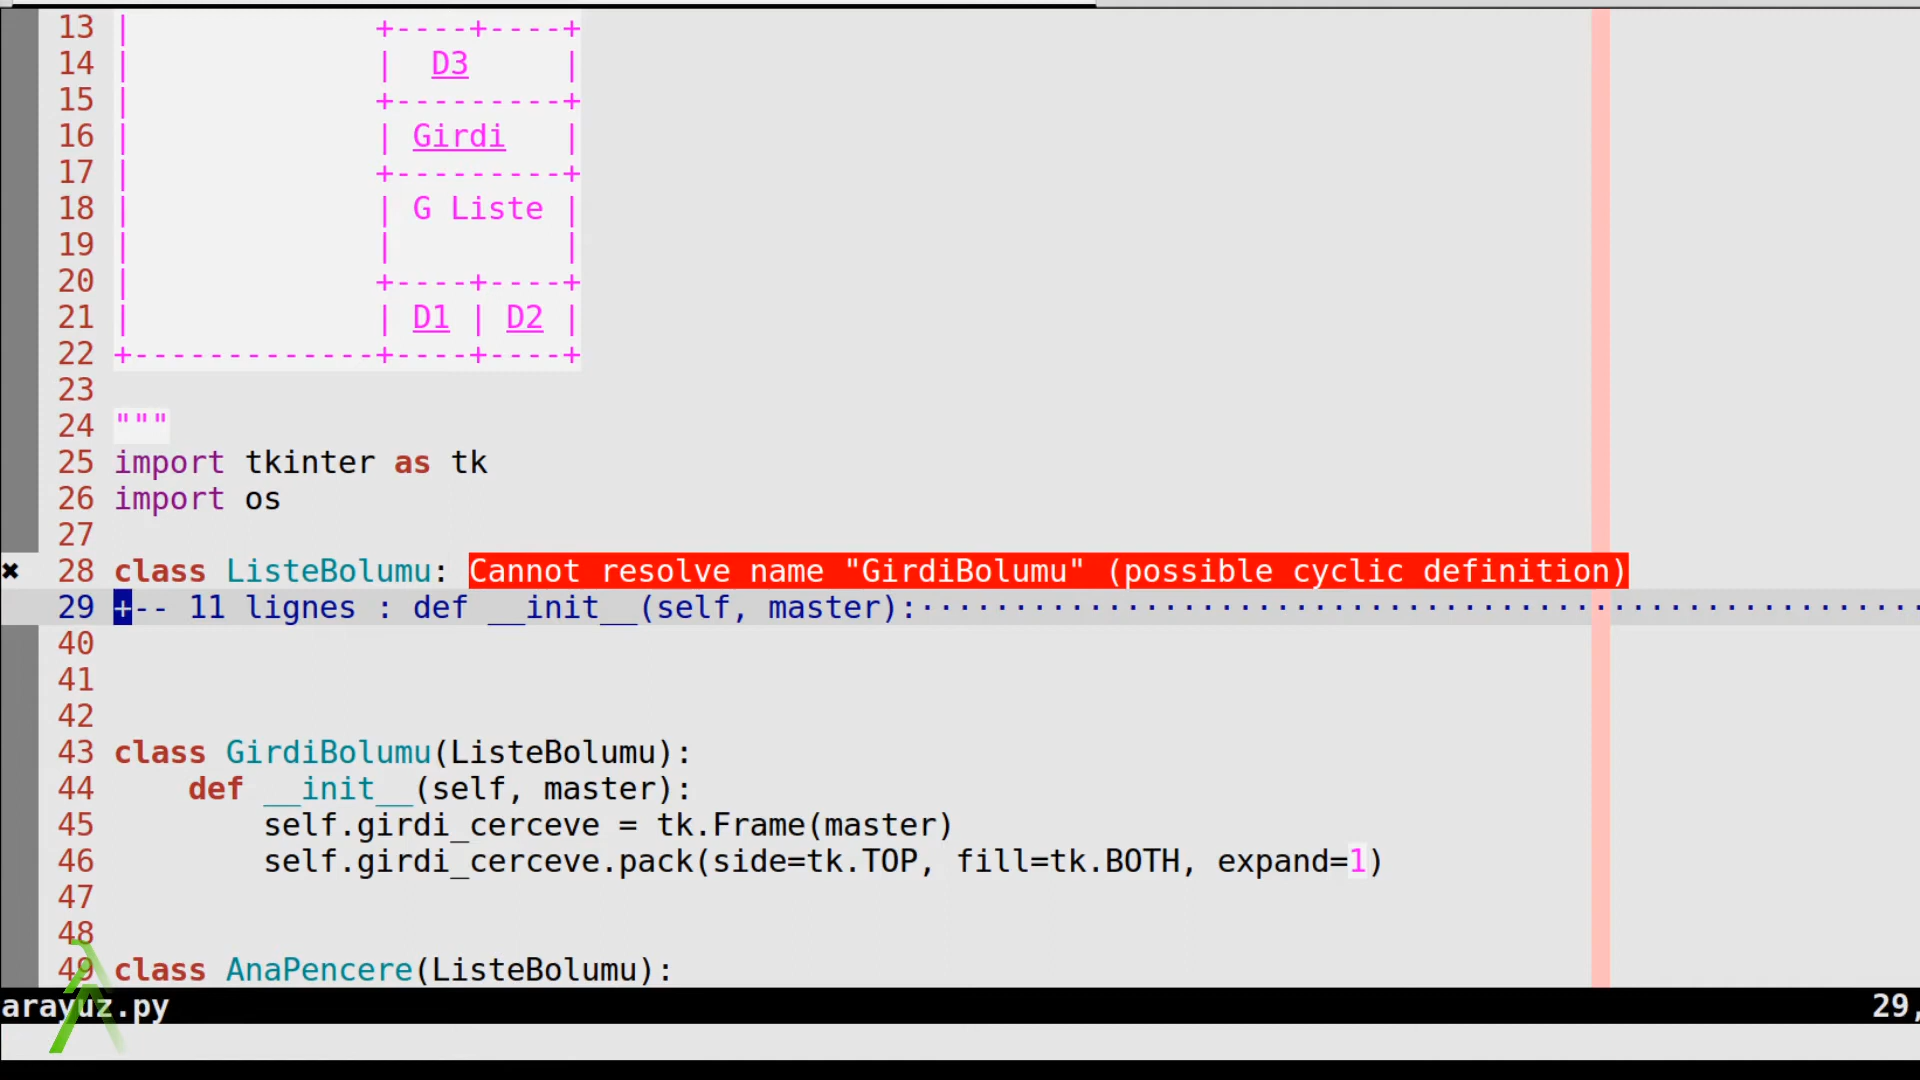 13 |             +----+----+
14 |             |  D3     |
15 |             +---------+
16 |             | Girdi   |
17 |             +---------+
18 |             | G Liste |
19 |             |         |
20 |             +----+----+
21 |             | D1 | D2 |
22 +-------------+----+----+
23
24 """
25 import tkinter as tk
26 import os
27
✖ 28 class ListeBolumu: Cannot resolve name "GirdiBolumu" (possible cyclic definition)
29 +-- 11 lignes : def __init__(self, master):·····················································
40
41
42
43 class GirdiBolumu(ListeBolumu):
44     def __init__(self, master):
45         self.girdi_cerceve = tk.Frame(master)
46         self.girdi_cerceve.pack(side=tk.TOP, fill=tk.BOTH, expand=1)
47
48
49 class AnaPencere(ListeBolumu):
arayuz.py 29,